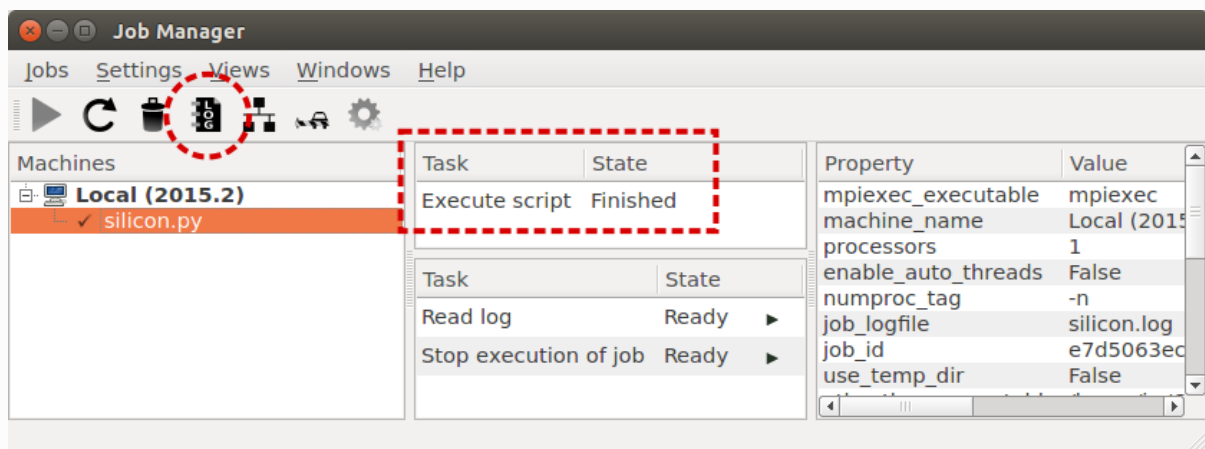 Job Manager
Jobs Settings Views Windows Help
LOG
Machines
Local (2015.2)
silicon.py
Task State
Execute script Finished
Task State
Read log Ready
Stop execution of job Ready
Property Value
mpiexec_executable mpiexec
machine_name Local (2015
processors 1
enable_auto_threads False
numproc_tag -n
job_logfile silicon.log
job_id e7d5063ec
use_temp_dir False